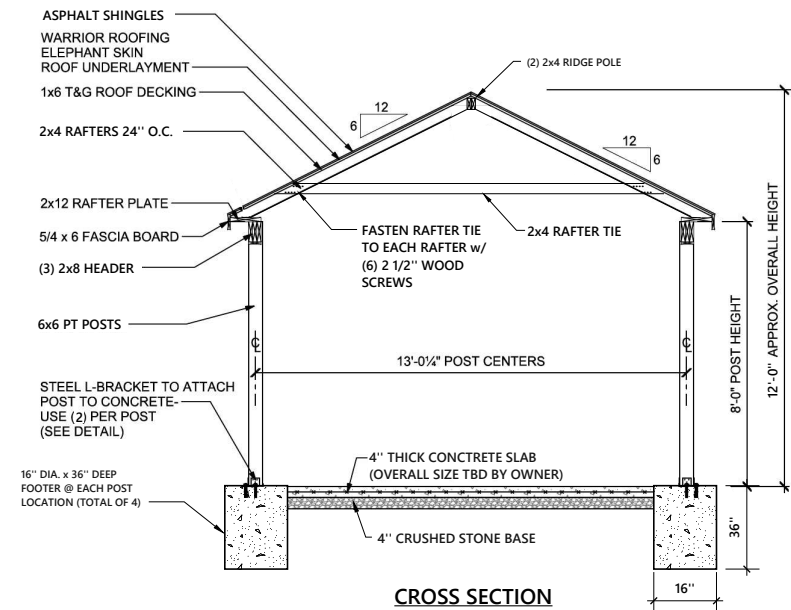 ASPHALT SHINGLES
WARRIOR ROOFING
ELEPHANT SKIN
ROOF UNDERLAYMENT
1x6 T&G ROOF DECKING
2x4 RAFTERS 24'' O.C.
2x12 RAFTER PLATE
5/4 x 6 FASCIA BOARD
(3) 2x8 HEADER
6x6 PT POSTS
STEEL L-BRACKET TO ATTACH
POST TO CONCRETE-
USE (2) PER POST
(SEE DETAIL)
16'' DIA. x 36'' DEEP
FOOTER @ EACH POST
LOCATION (TOTAL OF 4)
(2) 2x4 RIDGE POLE
12
6
12
6
FASTEN RAFTER TIE
TO EACH RAFTER w/
(6) 2 1/2'' WOOD
SCREWS
2x4 RAFTER TIE
℄
13'-0¼" POST CENTERS
℄
4'' THICK CONCRETE SLAB
(OVERALL SIZE TBD BY OWNER)
4'' CRUSHED STONE BASE
8'-0" POST HEIGHT
12'-0" APPROX. OVERALL HEIGHT
36''
16''
CROSS SECTION